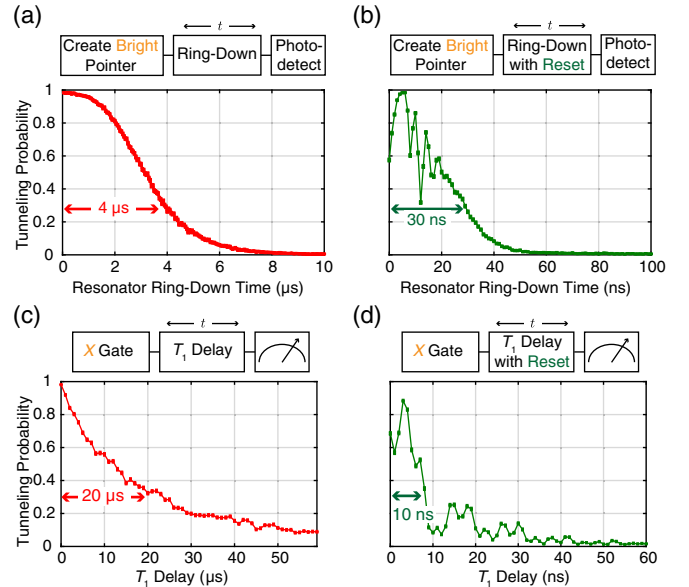 (a)
t
Create Bright
Pointer
Ring-Down
Photo-
detect
Tunneling Probability
1
0.8
0.6
0.4
0.2
0
4 µs
0 2 4 6 8 10
Resonator Ring-Down Time (µs)
(b)
t
Create Bright
Pointer
Ring-Down
with Reset
Photo-
detect
30 ns
0 20 40 60 80 100
Resonator Ring-Down Time (ns)
(c)
t
X Gate
T1 Delay
Tunneling Probability
1
0.8
0.6
0.4
0.2
0
20 µs
0 20 40
T1 Delay (µs)
(d)
t
X Gate
T1 Delay
with Reset
10 ns
0 10 20 30 40 50 60
T1 Delay (ns)